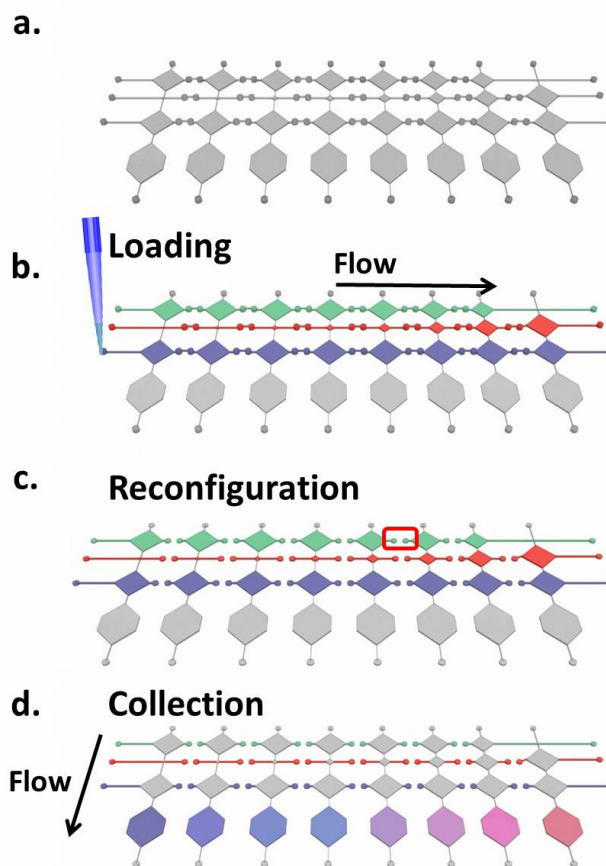 a.
Loading
b.
Flow
c.
Reconfiguration
d.
Collection
Flow